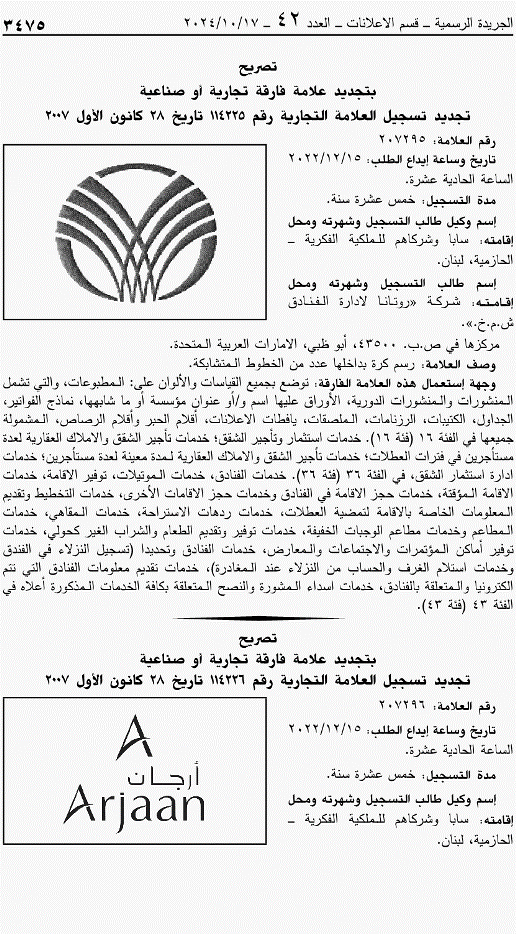 الجريدة الرسمية ــ قسم الاعلانات ــ العدد ٤٢ ــ ٢٠٢٤/١٠/١٧
٣٤٧٥
تصريح
بتجديد علامة فارقة تجارية أو صناعية
تجديد تسجيل العلامة التجارية رقم ١١٤٢٢٥ تاريخ ٢٨ كانون الأول ٢٠٠٧
رقم العلامة: ٢٠٧٢٩٥
تاريخ وساعة إيداع الطلب: ٢٠٢٢/١٢/١٥
الساعة الحادية عشرة.
مدة التسجيل: خمس عشرة سنة.
إسم وكيل طالب التسجيل وشهرته ومحل
إقامته: سابا وشركاهم للملكية الفكرية ــ
الحازمية، لبنان.
إسم طالب التسجيل وشهرته ومحل
إقامته: شركة «روتانا لادارة الفنادق
ش.م.خ.».
مركزها في ص.ب. ٤٣٥٠٠، أبو ظبي، الامارات العربية المتحدة.
وصف العلامة: رسم كرة بداخلها عدد من الخطوط المتشابكة.
وجهة إستعمال هذه العلامة الفارقة: توضع بجميع القياسات والألوان على: المطبوعات، والتي تشمل
المنشورات والمنشورات الدورية، الأوراق عليها اسم و/أو عنوان مؤسسة أو ما شابهها، نماذج الفواتير،
الجداول، الكتيبات، الرزنامات، الملصقات، يافطات الاعلانات، أقلام الحبر وأقلام الرصاص، المشمولة
جميعها في الفئة ١٦ (فئة ١٦). خدمات استثمار وتأجير الشقق؛ خدمات تأجير الشقق والاملاك العقارية لعدة
مستأجرين في فترات العطلات؛ خدمات تأجير الشقق والاملاك العقارية لمدة معينة لعدة مستأجرين؛ خدمات
ادارة استثمار الشقق، في الفئة ٣٦ (فئة ٣٦). خدمات الفنادق، خدمات الموتيلات، توفير الاقامة، خدمات
الاقامة المؤقتة، خدمات حجز الاقامة في الفنادق وخدمات حجز الاقامات الأخرى، خدمات التخطيط وتقديم
المعلومات الخاصة بالاقامة لتمضية العطلات، خدمات ردهات الاستراحة، خدمات المقاهي، خدمات
المطاعم وخدمات مطاعم الوجبات الخفيفة، خدمات توفير وتقديم الطعام والشراب الغير كحولي، خدمات
توفير أماكن المؤتمرات والاجتماعات والمعارض، خدمات الفنادق وتحديدا (تسجيل النزلاء في الفندق
وخدمات استلام الغرف والحساب من النزلاء عند المغادرة)، خدمات تقديم معلومات الفنادق التي تتم
الكترونيا والمتعلقة بالفنادق، خدمات اسداء المشورة والنصح المتعلقة بكافة الخدمات المذكورة أعلاه في
الفئة ٤٣ (فئة ٤٣).
تصريح
بتجديد علامة فارقة تجارية أو صناعية
تجديد تسجيل العلامة التجارية رقم ١١٤٢٢٦ تاريخ ٢٨ كانون الأول ٢٠٠٧
رقم العلامة: ٢٠٧٢٩٦
تاريخ وساعة إيداع الطلب: ٢٠٢٢/١٢/١٥
الساعة الحادية عشرة.
مدة التسجيل: خمس عشرة سنة.
إسم وكيل طالب التسجيل وشهرته ومحل
إقامته: سابا وشركاهم للملكية الفكرية ــ
الحازمية، لبنان.
A
أرجان
Arjaan